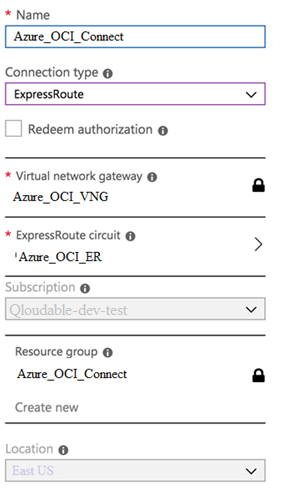 * Name
Azure_OCI_Connect
Connection type
ExpressRoute
Redeem authorization
* Virtual network gateway
Azure_OCI_VNG
* ExpressRoute circuit
Azure_OCI_ER
Subscription
Qloudable-dev-test
Resource group
Azure_OCI_Connect
Create new
Location
East US